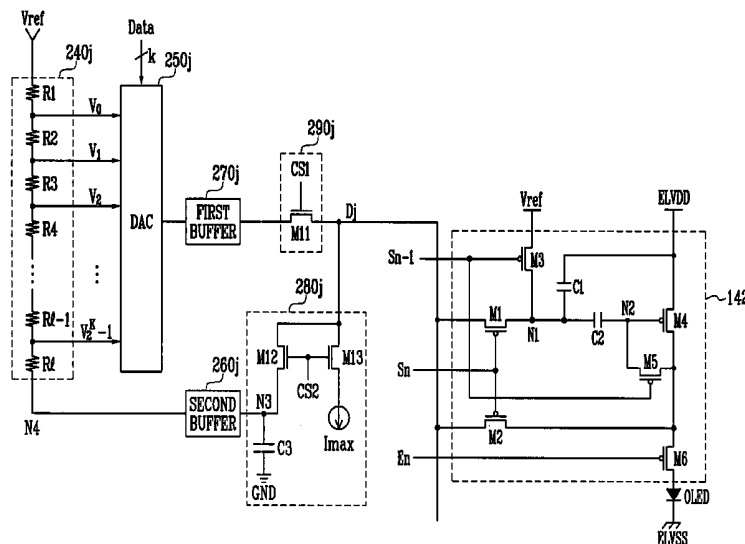 Vref
Data
k
240j
250j
R1
V0
R2
V1
R3
V2
R4
Rℓ-1
V2K-1
Rℓ
N4
DAC
270j
FIRST
BUFFER
290j
CS1
M11
Dj
260j
SECOND
BUFFER
280j
M12
M13
CS2
N3
C3
GND
Imax
Vref
ELVDD
Sn-1
M3
C1
142
M1
N1
C2
N2
M4
M5
Sn
M2
En
M6
OLED
ELVSS